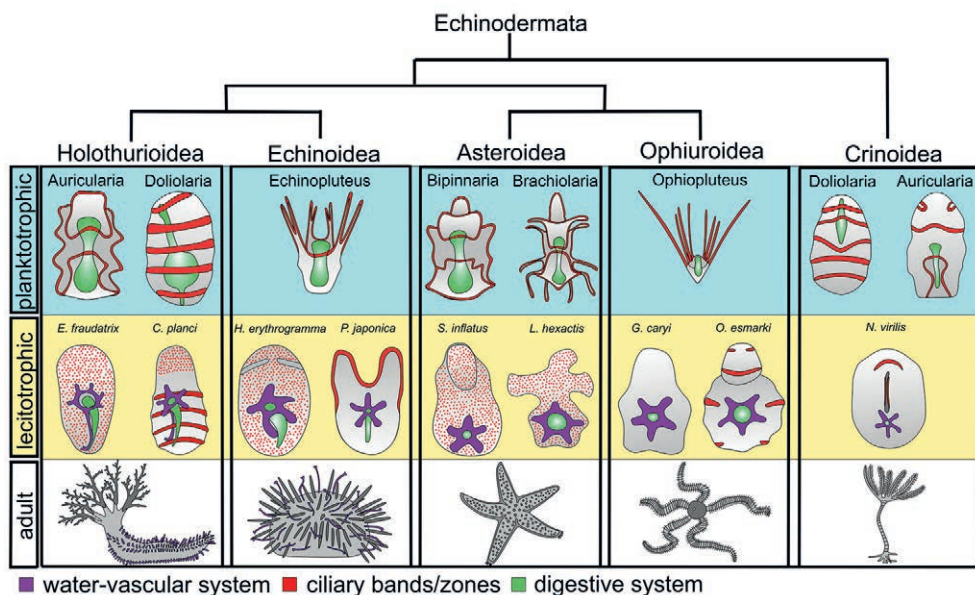 Echinodermata
Holothurioidea Echinoidea Asteroidea Ophiuroidea Crinoidea
planktotrophic
Auricularia Doliolaria Echinopluteus Bipinnaria Brachiolaria Ophiopluteus Doliolaria Auricularia
lecitotrophic
E. fraudatrix C. planci H. erythrogramma P. japonica S. inflatus L. hexactis G. caryi O. esmarki N. virilis
adult
water-vascular system ciliary bands/zones digestive system